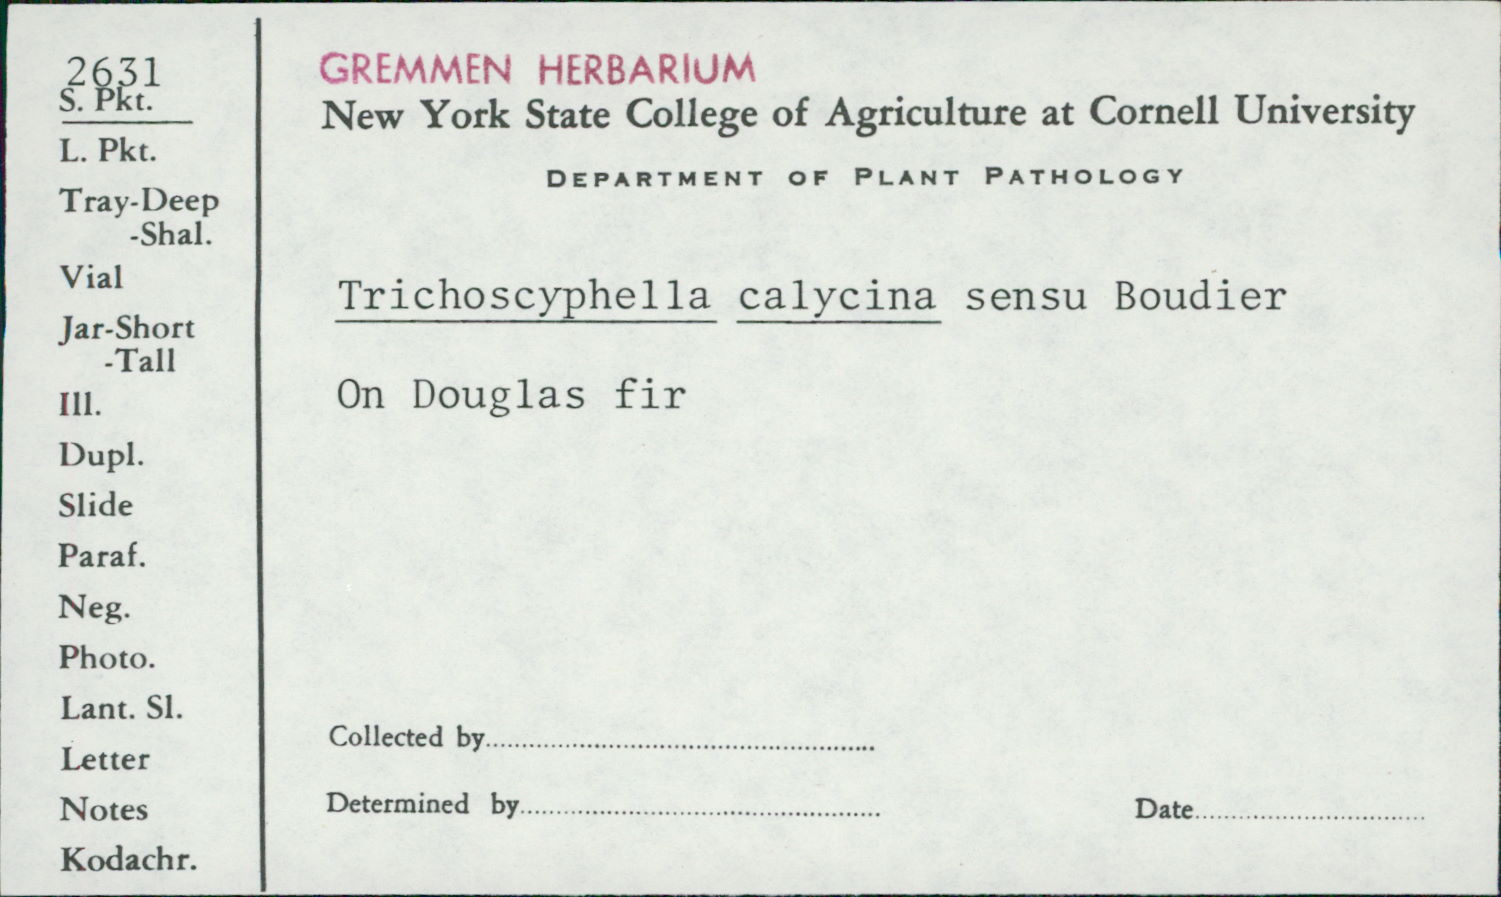 2631
S. Pkt.
L. Pkt.
Tray-Deep
-Shal.
Vial
Jar-Short
-Tall
Ill.
Dupl.
Slide
Paraf.
Neg.
Photo.
Lant. Sl.
Letter
Notes
Kodachr.
GREMMEN HERBARIUM
New York State College of Agriculture at Cornell University
DEPARTMENT OF PLANT PATHOLOGY
Trichoscyphella calycina sensu Boudier
On Douglas fir
Collected by
Determined by
Date